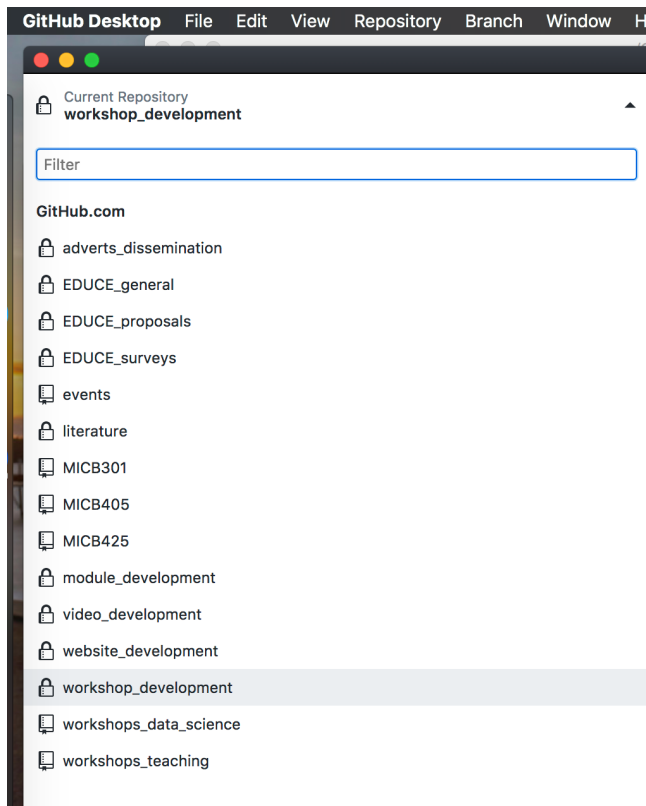 GitHub Desktop File Edit View Repository Branch Window H
Current Repository
workshop_development
Filter
GitHub.com
adverts_dissemination
EDUCE_general
EDUCE_proposals
EDUCE_surveys
events
literature
MICB301
MICB405
MICB425
module_development
video_development
website_development
workshop_development
workshops_data_science
workshops_teaching